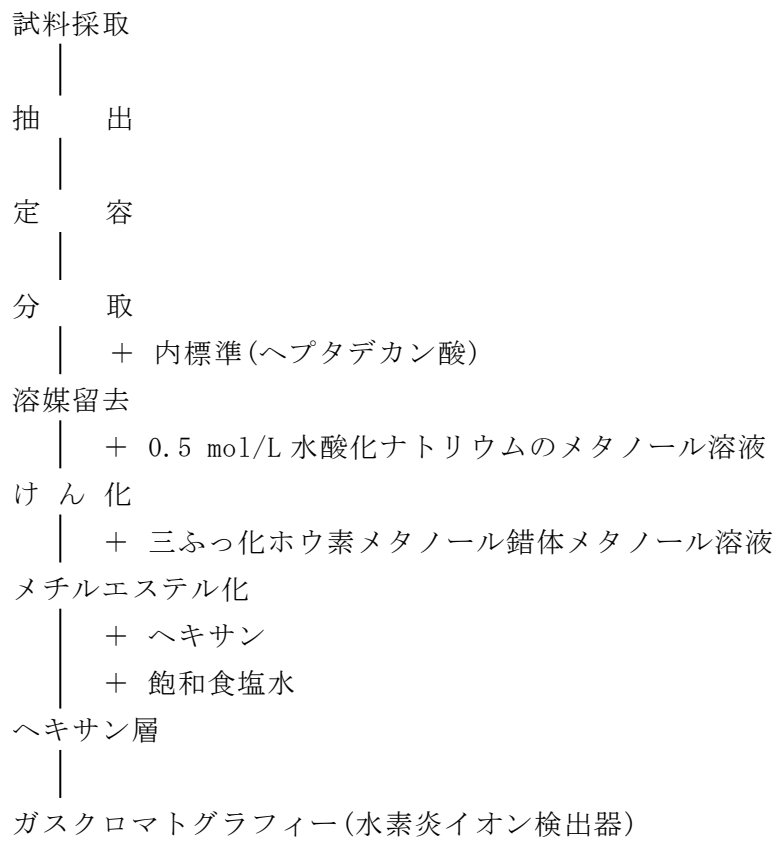 試料採取
抽　　出
定　　容
分　　取
＋ 内標準(ヘプタデカン酸)
溶媒留去
＋ 0.5 mol/L 水酸化ナトリウムのメタノール溶液
け ん 化
＋ 三ふっ化ホウ素メタノール錯体メタノール溶液
メチルエステル化
＋ ヘキサン
＋ 飽和食塩水
ヘキサン層
ガスクロマトグラフィー(水素炎イオン検出器)